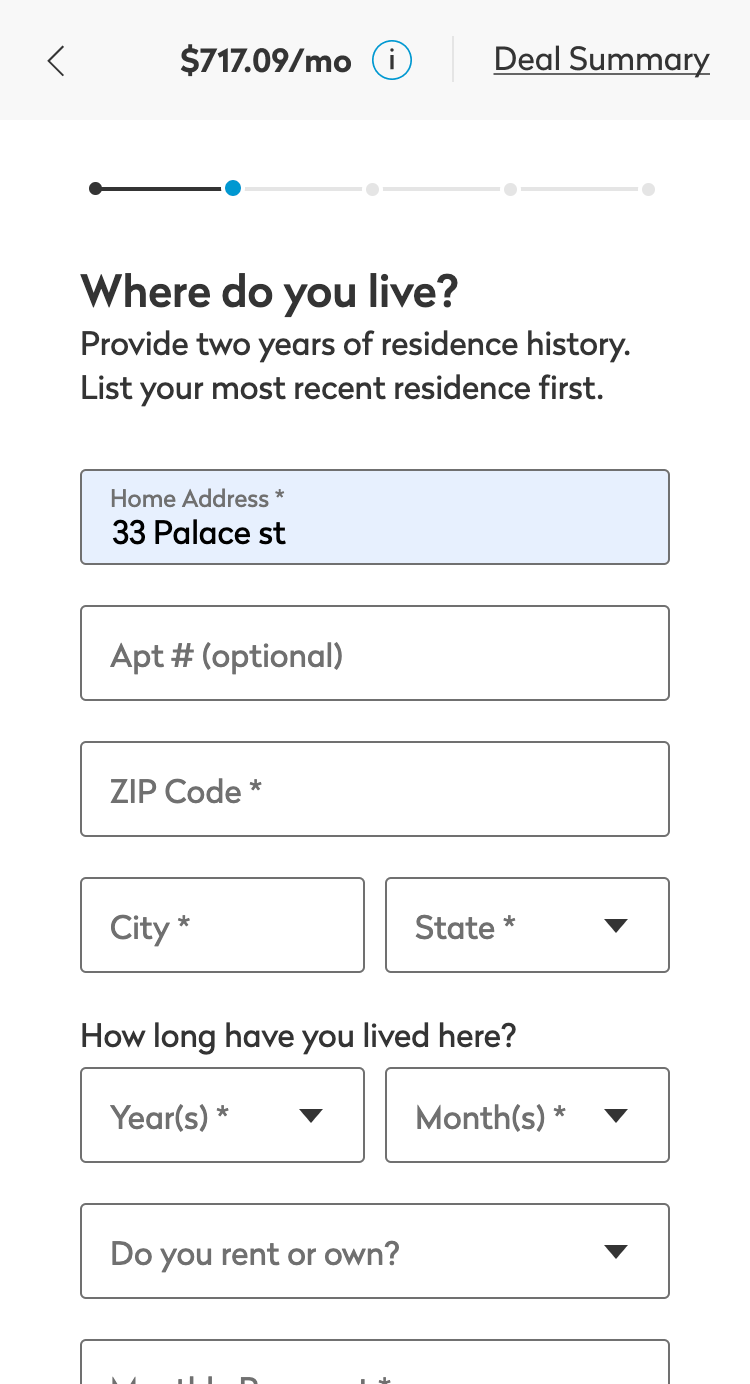 $717.09/mo i Deal Summary
Where do you live?
Provide two years of residence history.
List your most recent residence first.
Home Address *
33 Palace st
Apt # (optional)
ZIP Code *
City * State *
How long have you lived here?
Year(s) * Month(s) *
Do you rent or own?